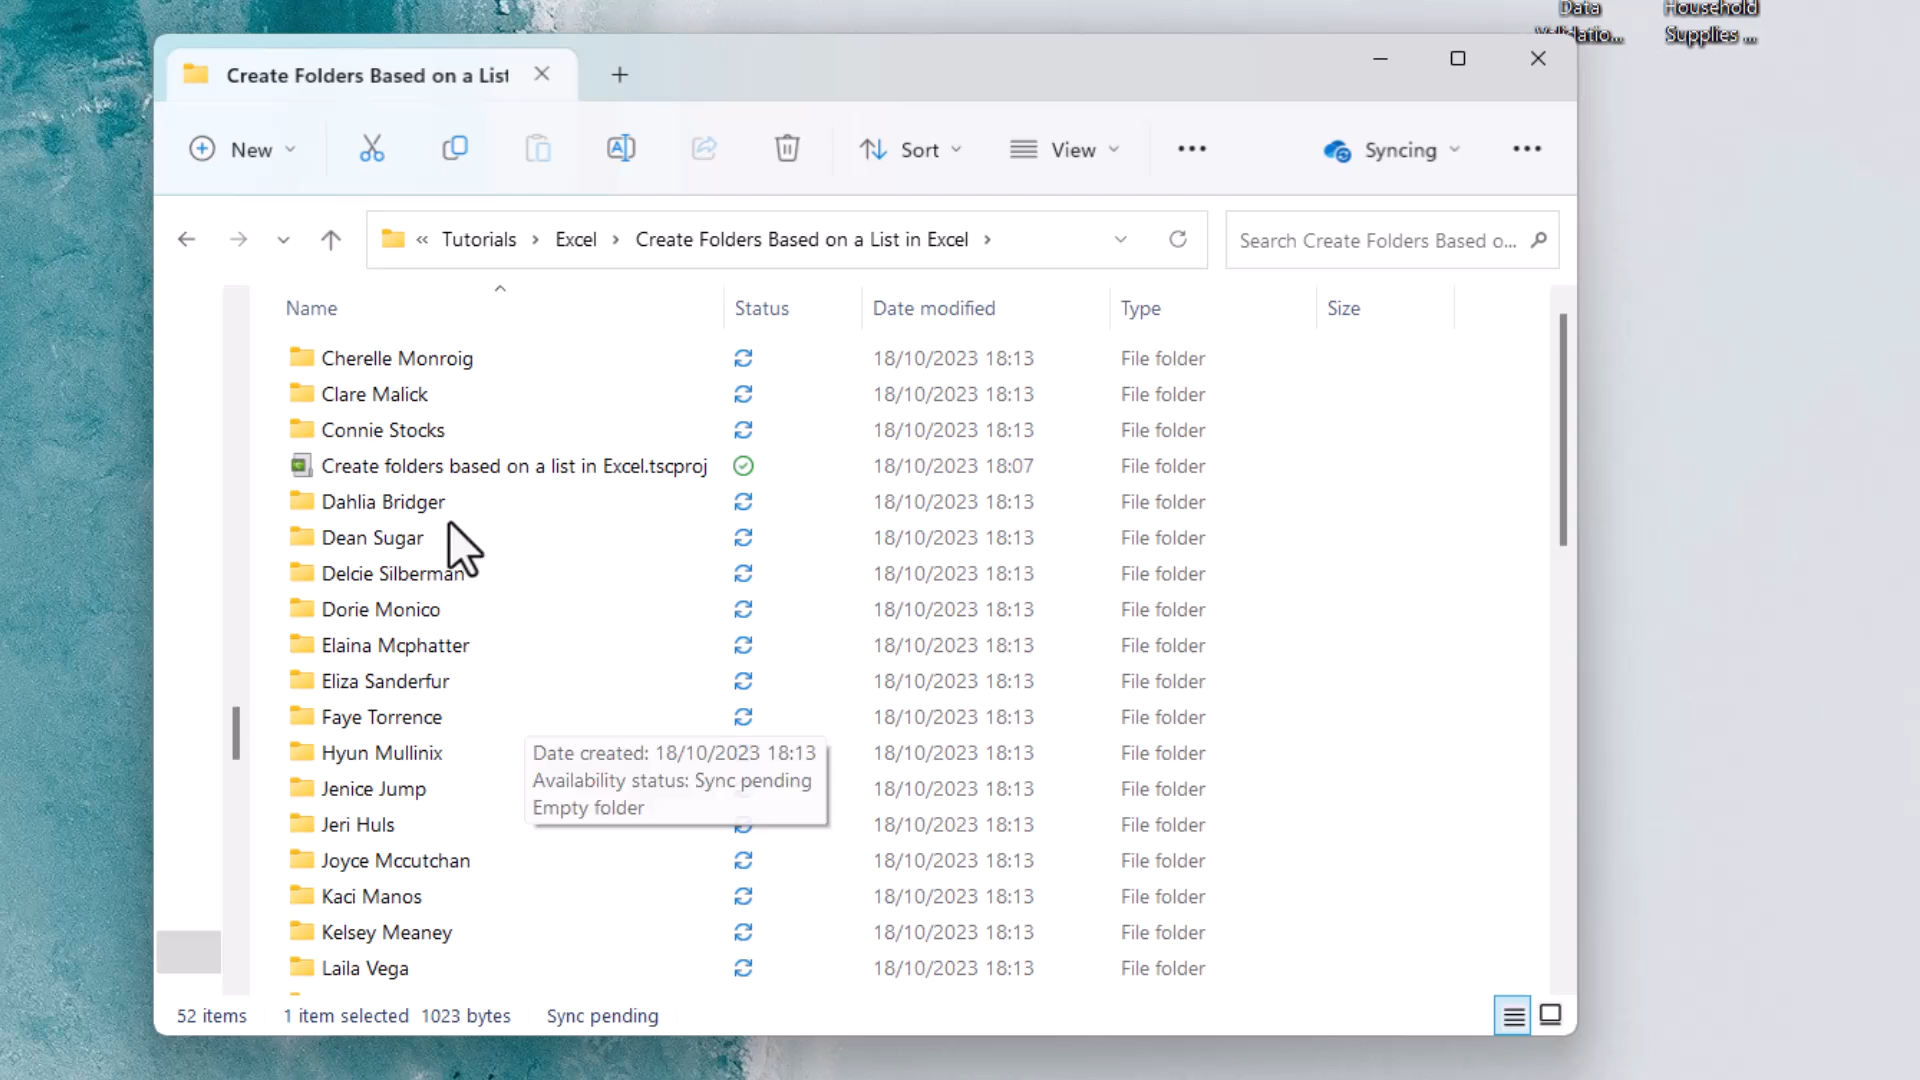 Data
Validatio...
Household
Supplies ...
Create Folders Based on a List
New
Sort
View
Syncing
« Tutorials > Excel > Create Folders Based on a List in Excel >
Search Create Folders Based o...
Name Status Date modified Type Size
Cherelle Monroig 18/10/2023 18:13 File folder
Clare Malick 18/10/2023 18:13 File folder
Connie Stocks 18/10/2023 18:13 File folder
Create folders based on a list in Excel.tscproj 18/10/2023 18:07 File folder
Dahlia Bridger 18/10/2023 18:13 File folder
Dean Sugar 18/10/2023 18:13 File folder
Delcie Silberman 18/10/2023 18:13 File folder
Dorie Monico 18/10/2023 18:13 File folder
Elaina Mcphatter 18/10/2023 18:13 File folder
Eliza Sanderfur 18/10/2023 18:13 File folder
Faye Torrence 18/10/2023 18:13 File folder
Hyun Mullinix 18/10/2023 18:13 File folder
Jenice Jump 18/10/2023 18:13 File folder
Jeri Huls 18/10/2023 18:13 File folder
Joyce Mccutchan 18/10/2023 18:13 File folder
Kaci Manos 18/10/2023 18:13 File folder
Kelsey Meaney 18/10/2023 18:13 File folder
Laila Vega 18/10/2023 18:13 File folder
Date created: 18/10/2023 18:13
Availability status: Sync pending
Empty folder
52 items 1 item selected 1023 bytes Sync pending